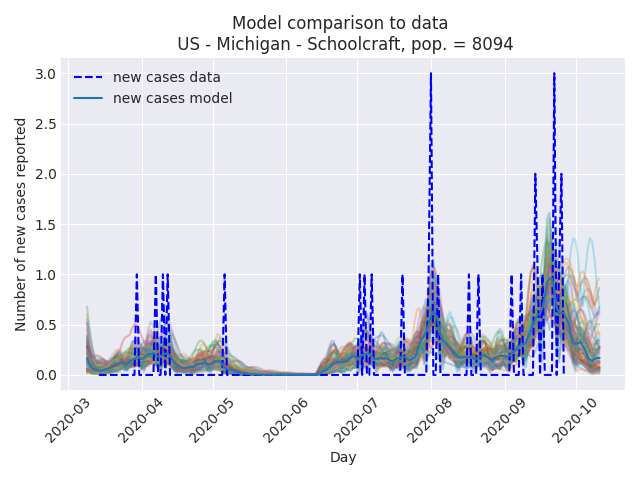 Model comparison to data
US - Michigan - Schoolcraft, pop. = 8094
new cases data
new cases model
Number of new cases reported
3.0
2.5
2.0
1.5
1.0
0.5
0.0
2020-03
2020-04
2020-05
2020-06
2020-07
2020-08
2020-09
2020-10
Day